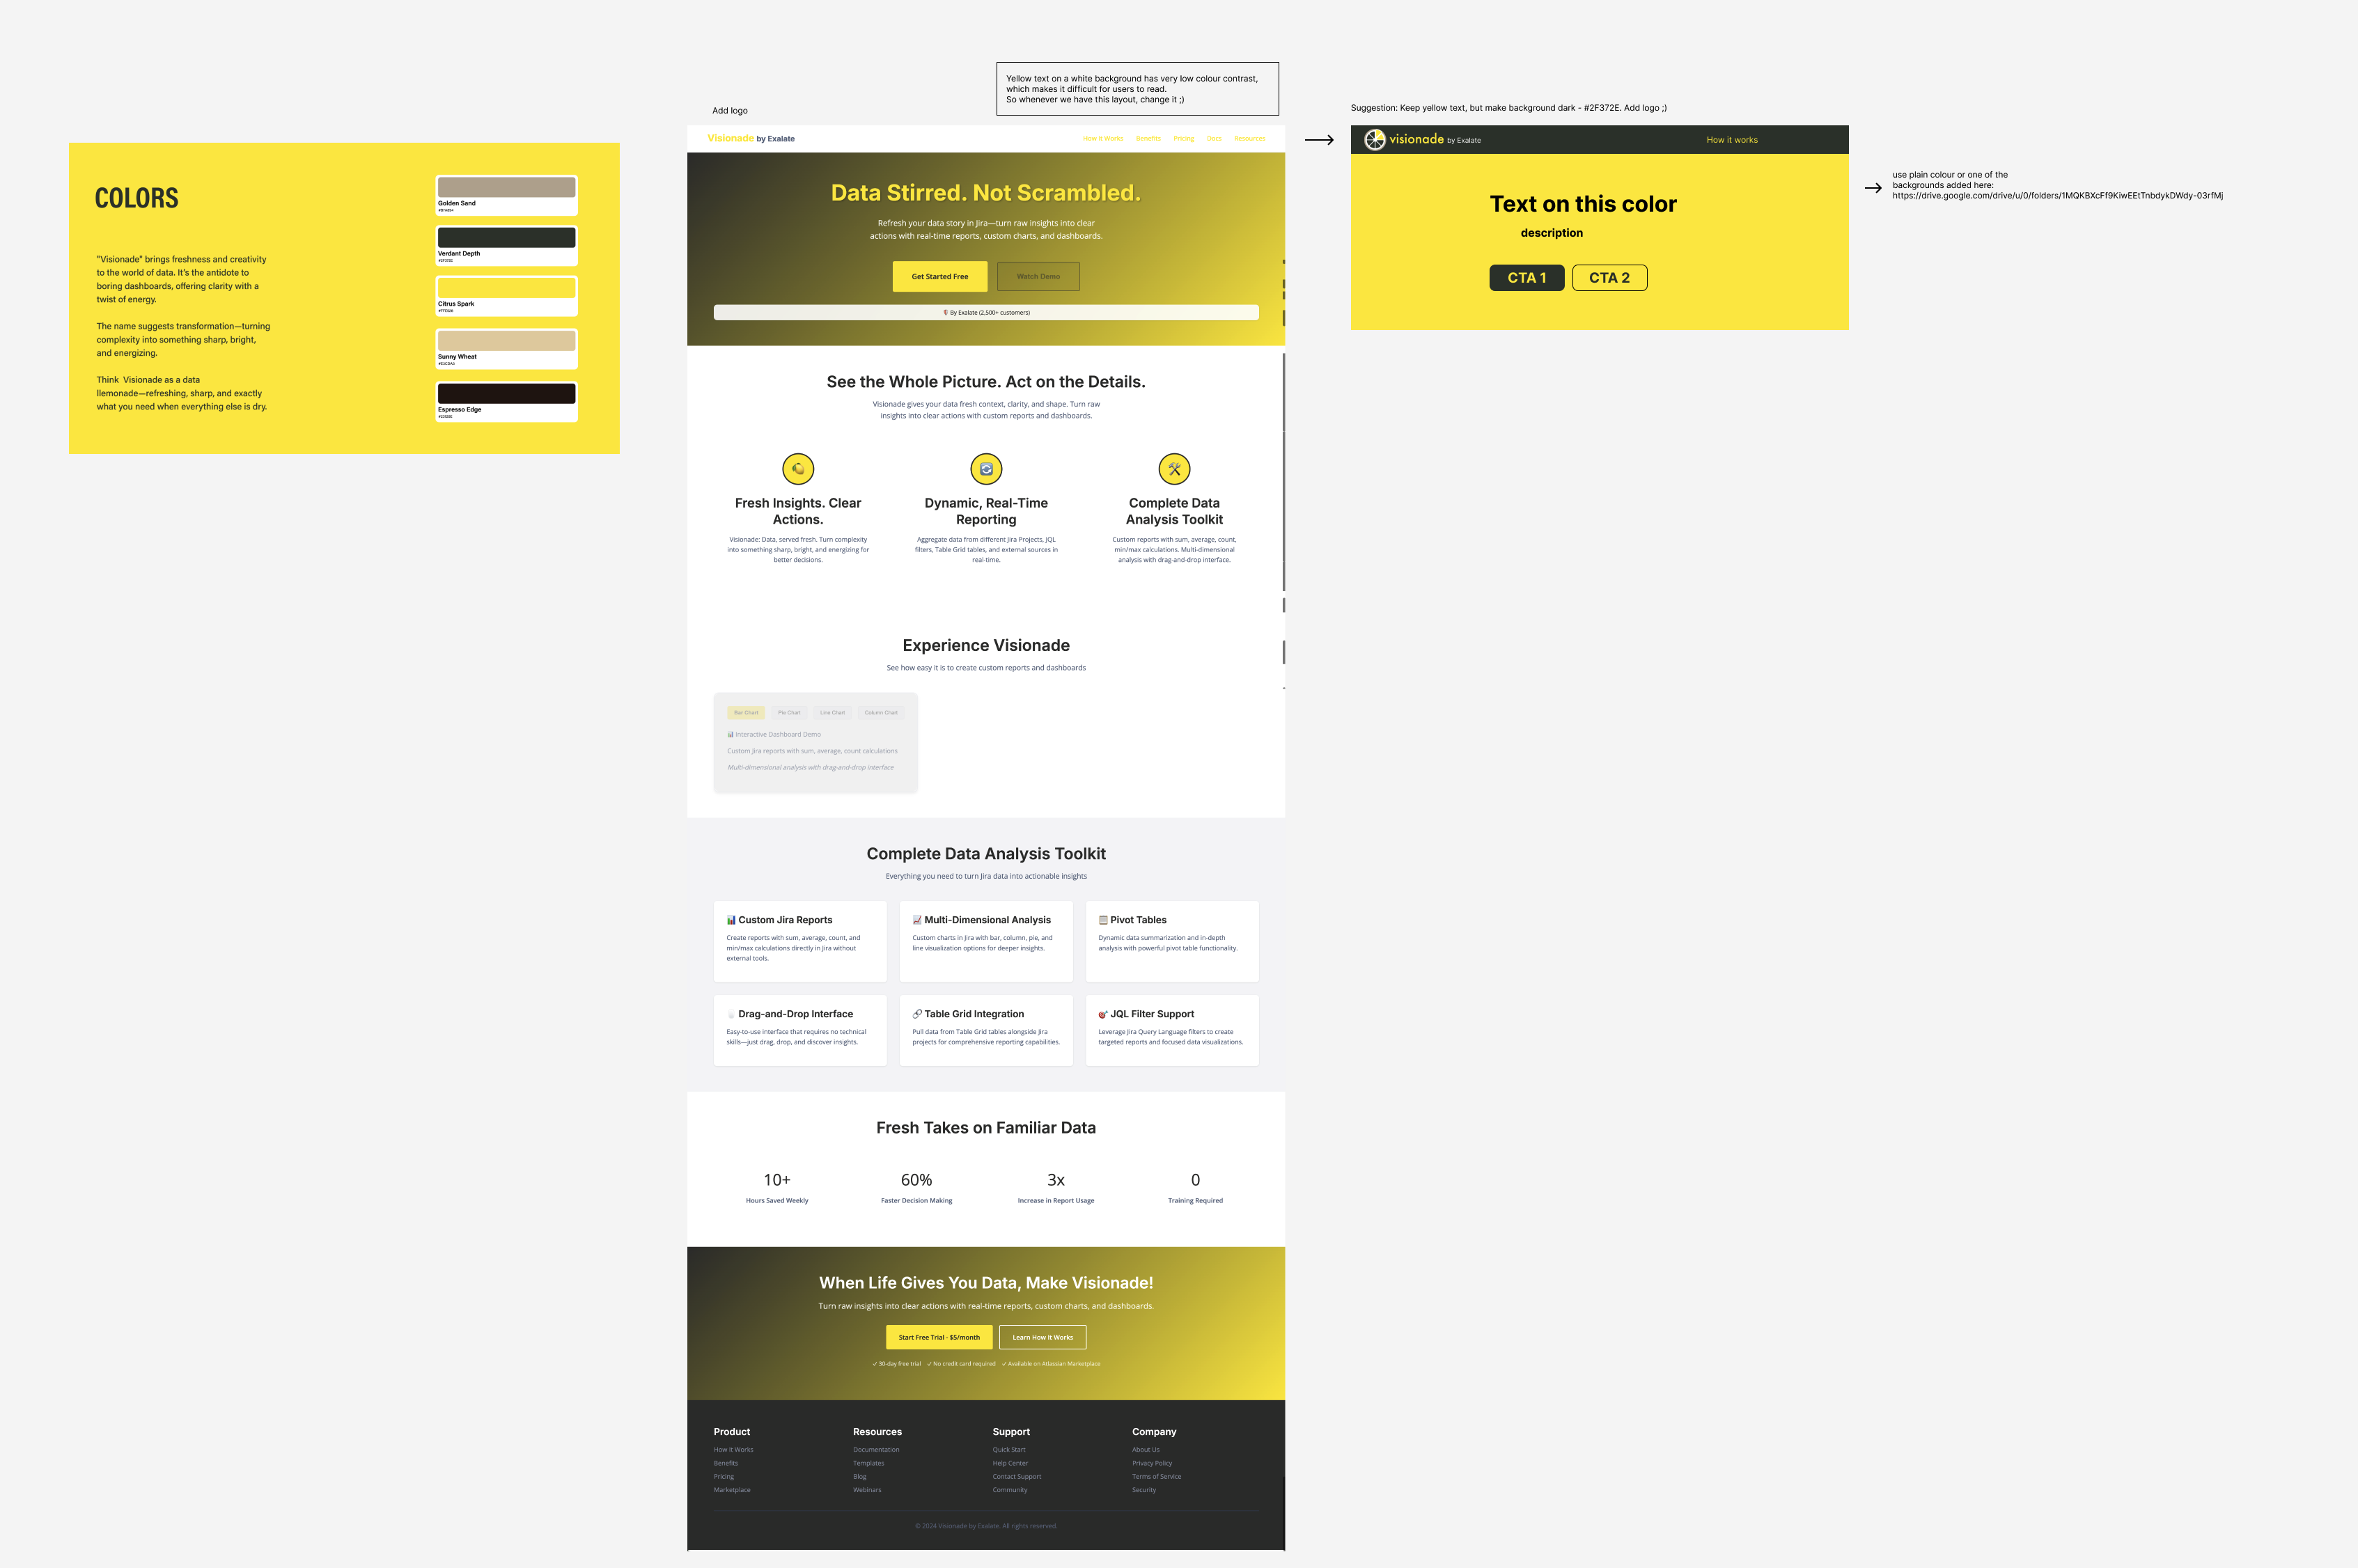 COLORS
"Visionade" brings freshness and creativity
to the world of data. It's the antidote to
boring dashboards, offering clarity with a
twist of energy.
The name suggests transformation—turning
complexity into something sharp, bright,
and energizing.
Think Visionade as a data
llemonade—refreshing, sharp, and exactly
what you need when everything else is dry.
Golden Sand
Verdant Depth
Citrus Spark
Sunny Wheat
Espresso Edge
Add logo
Yellow text on a white background has very low colour contrast,
which makes it difficult for users to read.
So whenever we have this layout, change it ;)
Visionade by Exalate
How It Works Benefits Pricing Docs Resources
Data Stirred. Not Scrambled.
Refresh your data story in Jira—turn raw insights into clear
actions with real-time reports, custom charts, and dashboards.
Get Started Free Watch Demo
By Exalate (2,500+ customers)
See the Whole Picture. Act on the Details.
Visionade gives your data fresh context, clarity, and shape. Turn raw
insights into clear actions with custom reports and dashboards.
Fresh Insights. Clear
Actions.
Visionade: Data, served fresh. Turn complexity
into something sharp, bright, and energizing for
better decisions.
Dynamic, Real-Time
Reporting
Aggregate data from different Jira Projects, JQL
filters, Table Grid tables, and external sources in
real-time.
Complete Data
Analysis Toolkit
Custom reports with sum, average, count,
min/max calculations. Multi-dimensional
analysis with drag-and-drop interface.
Experience Visionade
See how easy it is to create custom reports and dashboards
Bar Chart Pie Chart Line Chart Column Chart
Interactive Dashboard Demo
Custom Jira reports with sum, average, count calculations
Multi-dimensional analysis with drag-and-drop interface
Complete Data Analysis Toolkit
Everything you need to turn Jira data into actionable insights
Custom Jira Reports
Create reports with sum, average, count, and
min/max calculations directly in Jira without
external tools.
Multi-Dimensional Analysis
Custom charts in Jira with bar, column, pie, and
line visualization options for deeper insights.
Pivot Tables
Dynamic data summarization and in-depth
analysis with powerful pivot table functionality.
Drag-and-Drop Interface
Easy-to-use interface that requires no technical
skills—just drag, drop, and discover insights.
Table Grid Integration
Pull data from Table Grid tables alongside Jira
projects for comprehensive reporting capabilities.
JQL Filter Support
Leverage Jira Query Language filters to create
targeted reports and focused data visualizations.
Fresh Takes on Familiar Data
10+
Hours Saved Weekly
60%
Faster Decision Making
3x
Increase in Report Usage
0
Training Required
When Life Gives You Data, Make Visionade!
Turn raw insights into clear actions with real-time reports, custom charts, and dashboards.
Start Free Trial - $5/month Learn How It Works
✓ 30-day free trial ✓ No credit card required ✓ Available on Atlassian Marketplace
Product
How It Works
Benefits
Pricing
Marketplace
Resources
Documentation
Templates
Blog
Webinars
Support
Quick Start
Help Center
Contact Support
Community
Company
About Us
Privacy Policy
Terms of Service
Security
© 2024 Visionade by Exalate. All rights reserved.
Suggestion: Keep yellow text, but make background dark - #2F372E. Add logo ;)
visionade by Exalate
How it works
Text on this color
description
CTA 1 CTA 2
use plain colour or one of the
backgrounds added here:
https://drive.google.com/drive/u/0/folders/1MQKBXcFf9KiwEEtTnbdykDWdy-03rfMj